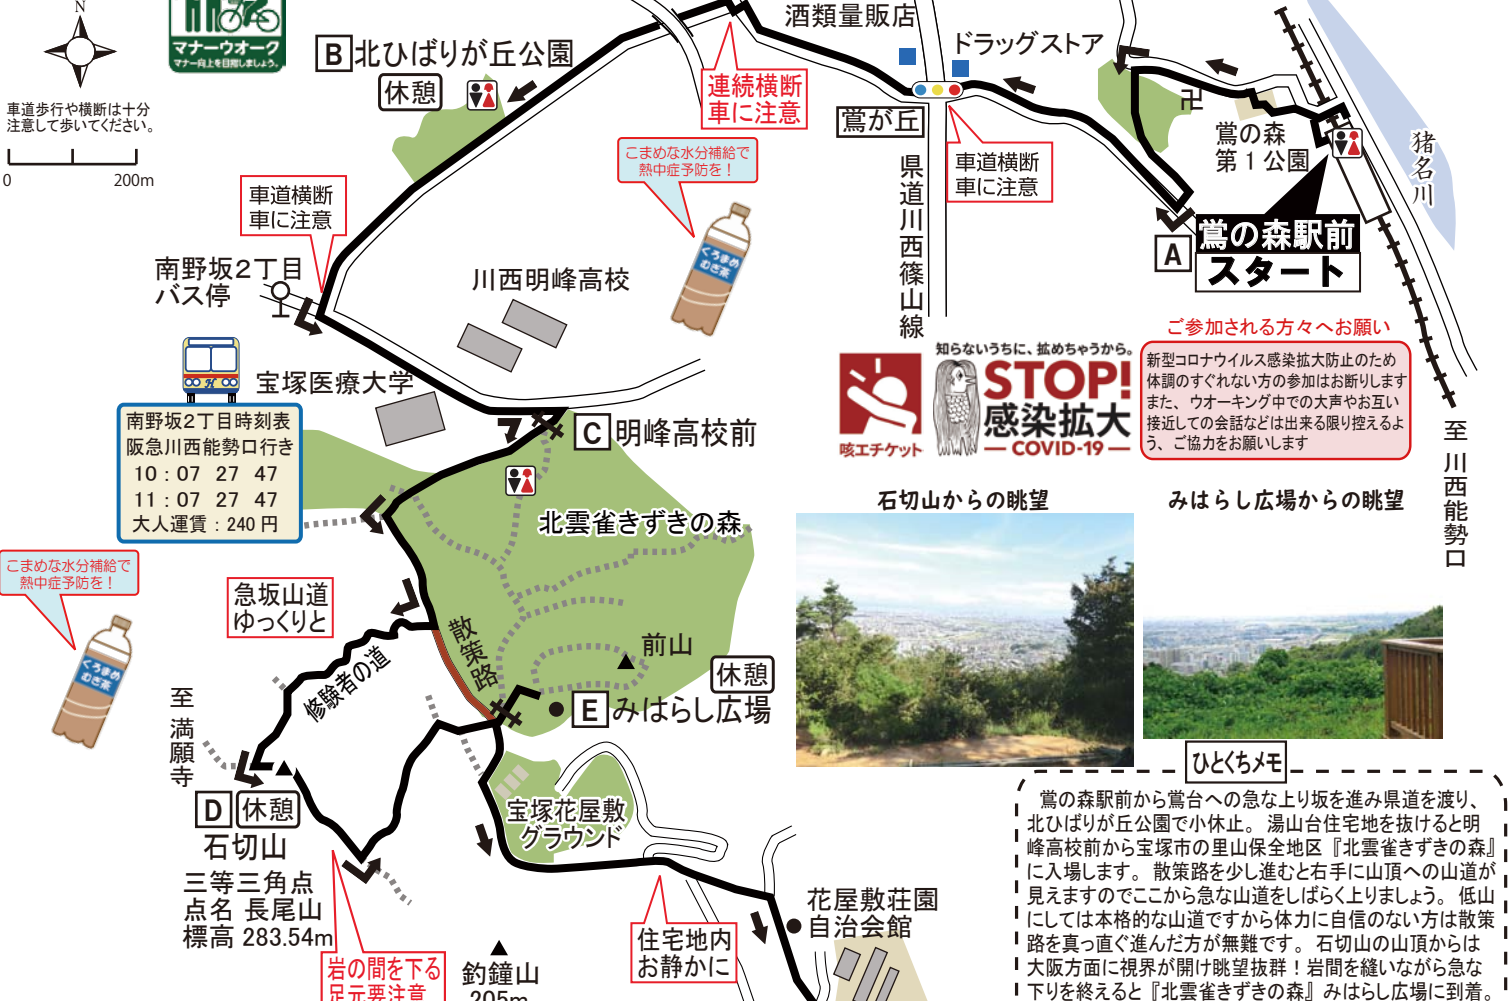 N
マナーウオーク
マナー向上を目指しましょう。
車道歩行や横断は十分
注意して歩いてください。
0 200m
B 北ひばりが丘公園
休憩
酒類量販店
ドラッグストア
連続横断
車に注意
鶯が丘
車道横断
車に注意
卍
鶯の森
第1公園
猪名川
A
鶯の森駅前
スタート
県道川西篠山線
こまめな水分補給で
熱中症予防を！
くろまめ
むぎ茶
車道横断
車に注意
南野坂2丁目
バス停
川西明峰高校
宝塚医療大学
H
南野坂2丁目時刻表
阪急川西能勢口行き
10：07 27 47
11：07 27 47
大人運賃：240円
C 明峰高校前
咳エチケット
知らないうちに、拡めちゃうから。
STOP!
感染拡大
COVID-19
ご参加される方々へお願い
新型コロナウイルス感染拡大防止のため
体調のすぐれない方の参加はお断りします
また、ウオーキング中での大声やお互い
接近しての会話などは出来る限り控えるよ
う、ご協力をお願いします
至川西能勢口
石切山からの眺望
みはらし広場からの眺望
北雲雀きずきの森
こまめな水分補給で
熱中症予防を！
くろまめ
むぎ茶
急坂山道
ゆっくりと
散策路
修験者の道
前山
休憩
E みはらし広場
至満願寺
D 休憩
石切山
三等三角点
点名 長尾山
標高 283.54m
宝塚花屋敷
グラウンド
岩の間を下る
足元要注意
釣鐘山
205m
住宅地内
お静かに
花屋敷荘園
自治会館
ひとくちメモ
鶯の森駅前から鶯台への急な上り坂を進み県道を渡り、
北ひばりが丘公園で小休止。湯山台住宅地を抜けると明
峰高校前から宝塚市の里山保全地区『北雲雀きずきの森』
に入場します。散策路を少し進むと右手に山頂への山道が
見えますのでここから急な山道をしばらく上りましょう。低山
にしては本格的な山道ですから体力に自信のない方は散策
路を真っ直ぐ進んだ方が無難です。石切山の山頂からは
大阪方面に視界が開け眺望抜群！岩間を縫いながら急な
下りを終えると『北雲雀きずきの森』みはらし広場に到着。